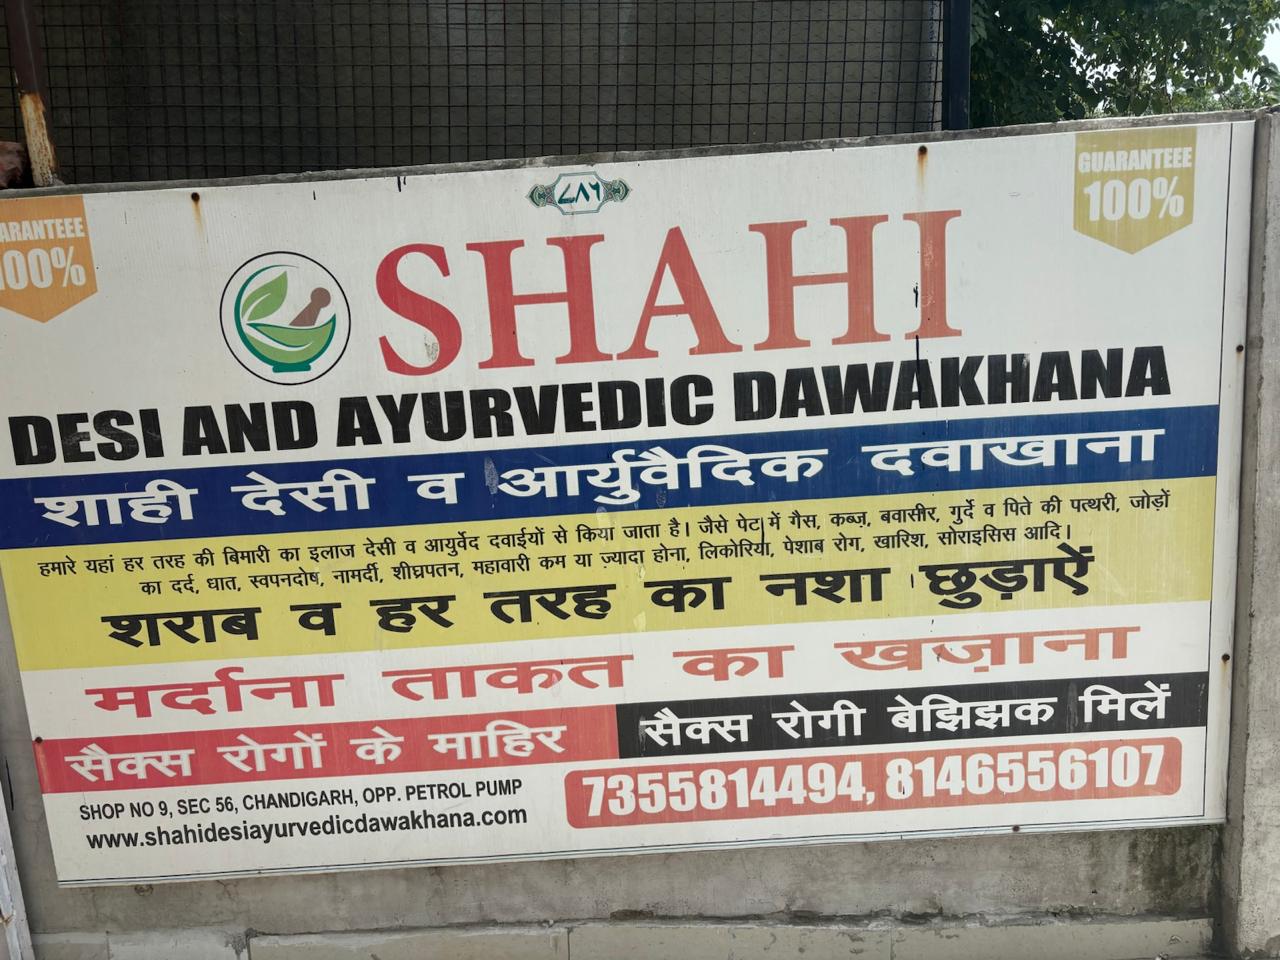 ٧٨٦
GUARANTEEE
100%
ARANTEEE
100%
SHAHI
DESI AND AYURVEDIC DAWAKHANA
शाही देसी व आर्युवैदिक दवाखाना
हमारे यहां हर तरह की बिमारी का इलाज देसी व आयुर्वेद दवाईयों से किया जाता है। जैसे पेट में गैस, कब्ज़, बवासीर, गुर्दे व पिते की पत्थरी, जोड़ों
का दर्द, धात, स्वपनदोष, नामर्दी, शीघ्रपतन, महावारी कम या ज़्यादा होना, लिकोरिया, पेशाब रोग, खारिश, सोराइसिस आदि।
शराब व हर तरह का नशा छुड़ाऐं
मर्दाना ताकत का खज़ाना
सैक्स रोगों के माहिर
सैक्स रोगी बेझिझक मिलें
SHOP NO 9, SEC 56, CHANDIGARH, OPP. PETROL PUMP
www.shahidesiayurvedicdawakhana.com
7355814494, 8146556107